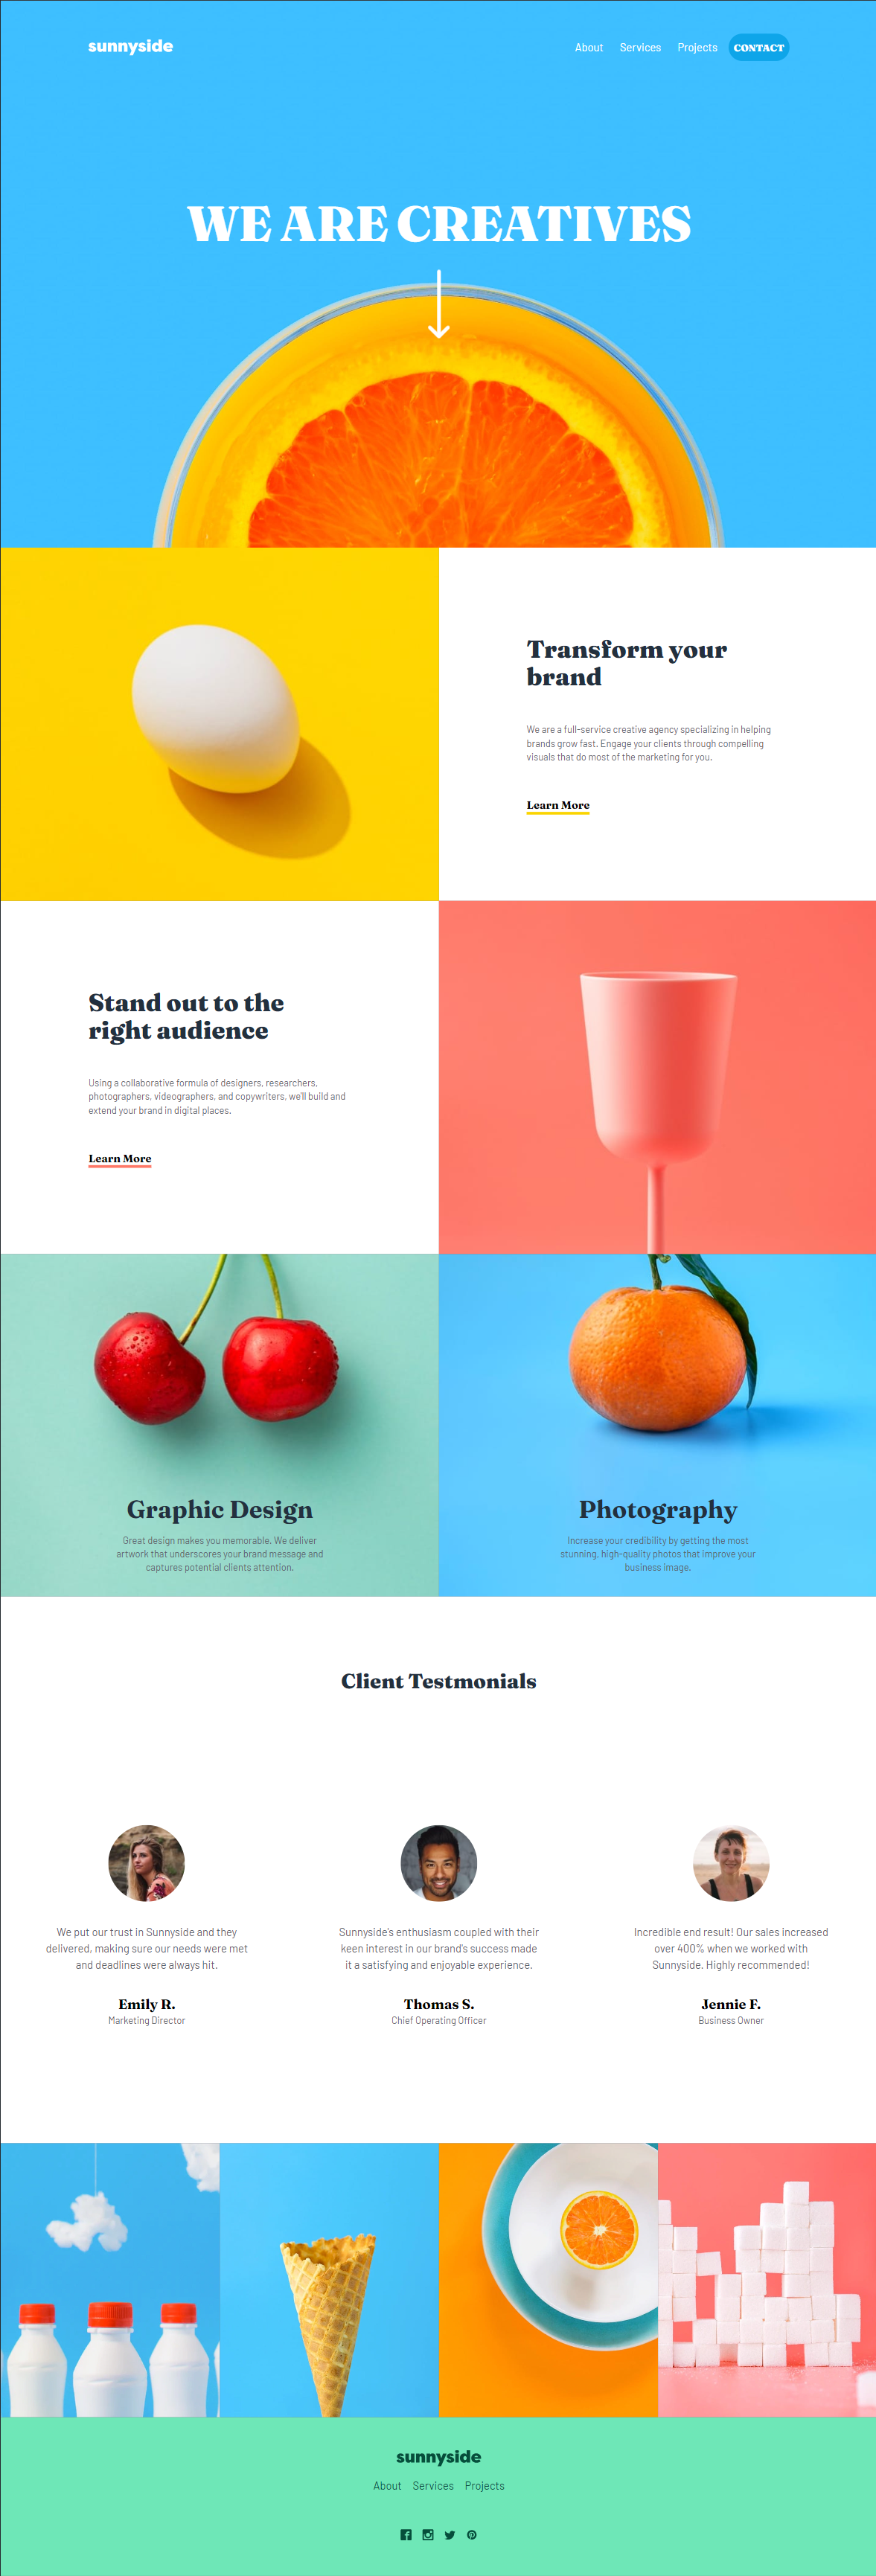 sunnyside
About Services Projects CONTACT
WE ARE CREATIVES
Transform your
brand
We are a full-service creative agency specializing in helping
brands grow fast. Engage your clients through compelling
visuals that do most of the marketing for you.
Learn More
Stand out to the
right audience
Using a collaborative formula of designers, researchers,
photographers, videographers, and copywriters, we'll build and
extend your brand in digital places.
Learn More
Graphic Design
Great design makes you memorable. We deliver
artwork that underscores your brand message and
captures potential clients attention.
Photography
Increase your credibility by getting the most
stunning, high-quality photos that improve your
business image.
Client Testmonials
We put our trust in Sunnyside and they
delivered, making sure our needs were met
and deadlines were always hit.
Emily R.
Marketing Director
Sunnyside's enthusiasm coupled with their
keen interest in our brand's success made
it a satisfying and enjoyable experience.
Thomas S.
Chief Operating Officer
Incredible end result! Our sales increased
over 400% when we worked with
Sunnyside. Highly recommended!
Jennie F.
Business Owner
sunnyside
About Services Projects